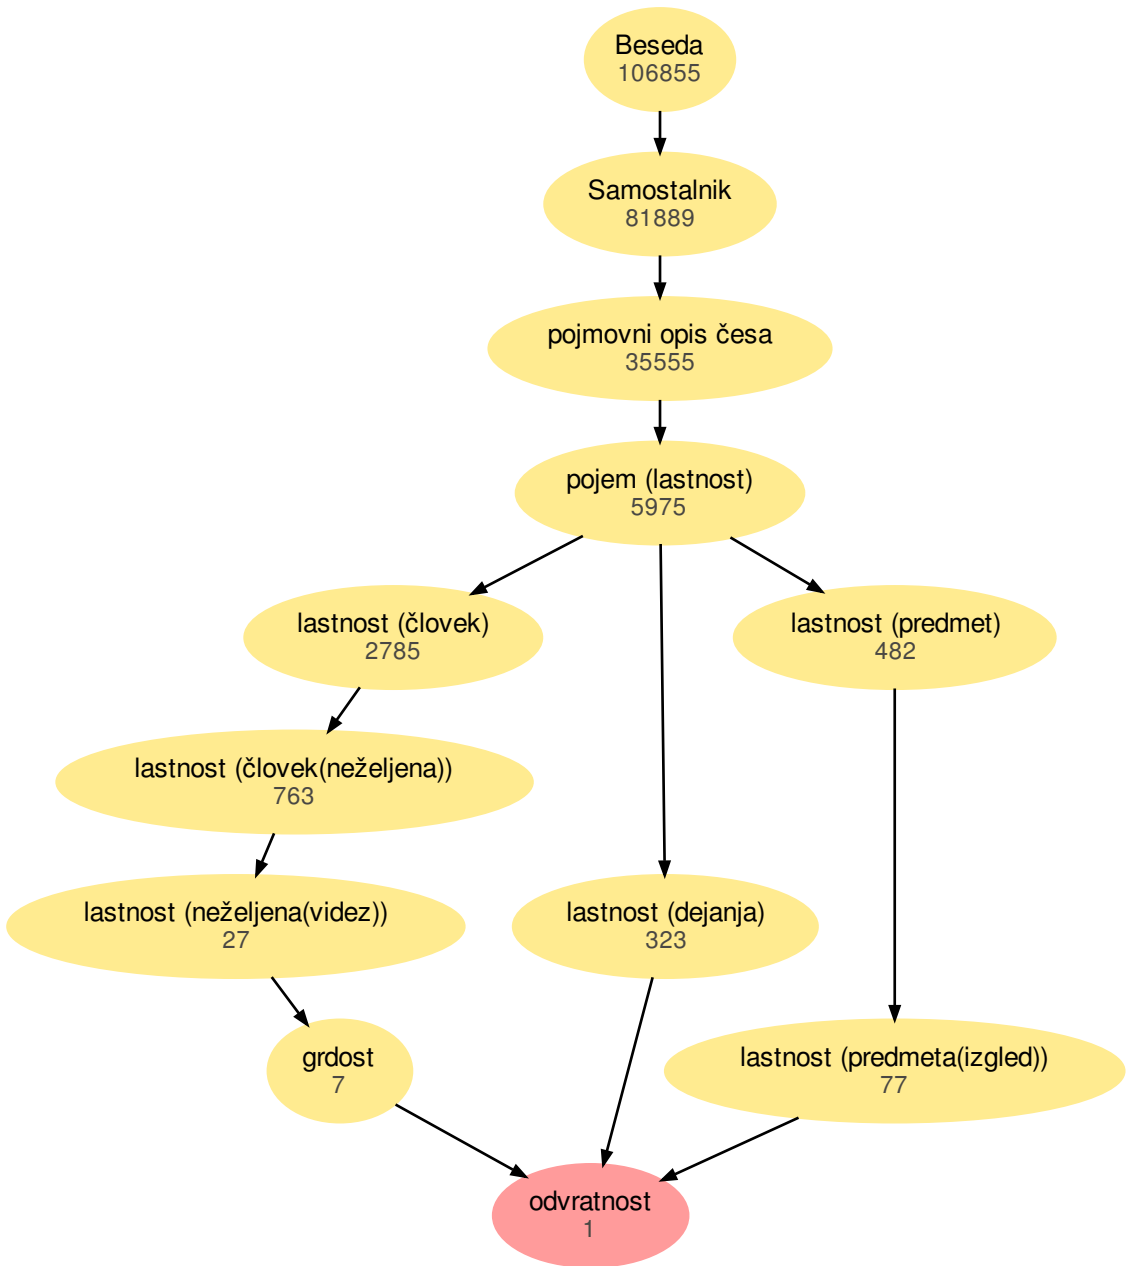 Beseda
106855
Samostalnik
81889
pojmovni opis česa
35555
pojem (lastnost)
5975
lastnost (človek)
2785
lastnost (predmet)
482
lastnost (človek(neželjena))
763
lastnost (neželjena(videz))
27
lastnost (dejanja)
323
grdost
7
lastnost (predmeta(izgled))
77
odvratnost
1